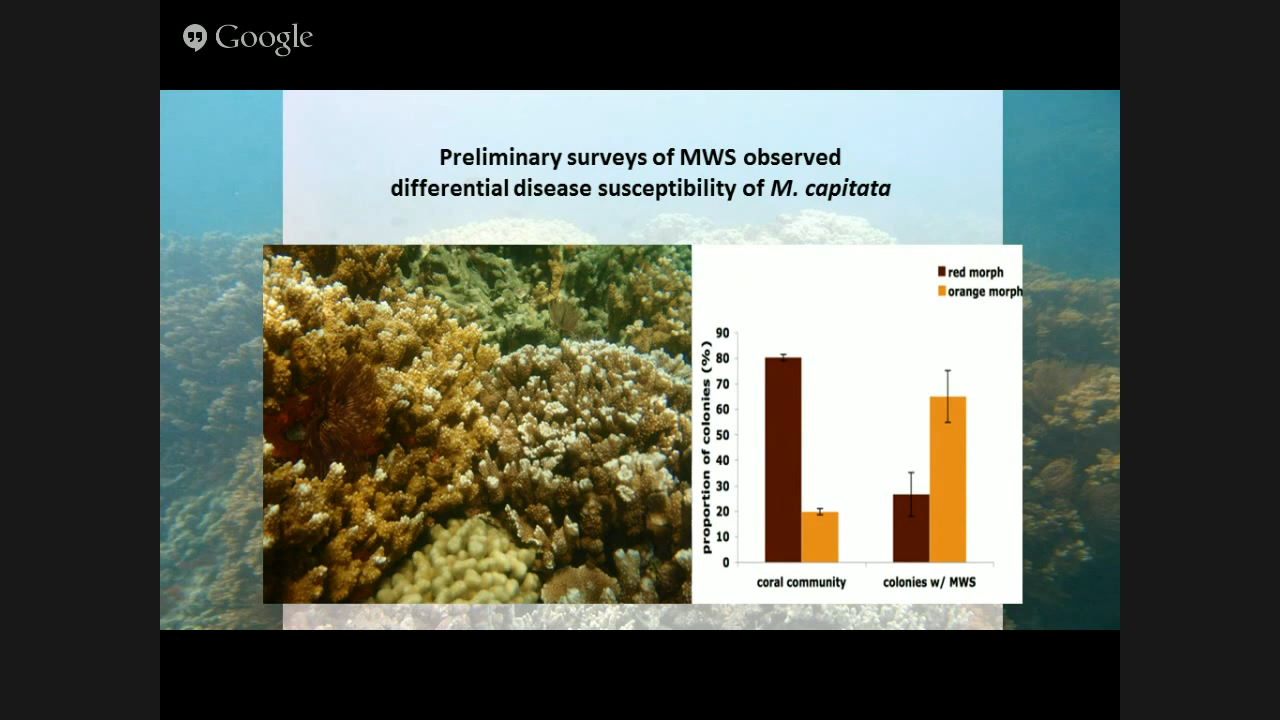 Google
Preliminary surveys of MWS observed
differential disease susceptibility of M. capitata
red morph
orange morph
proportion of colonies (%)
90
80
70
60
50
40
30
20
10
0
coral community
colonies w/ MWS